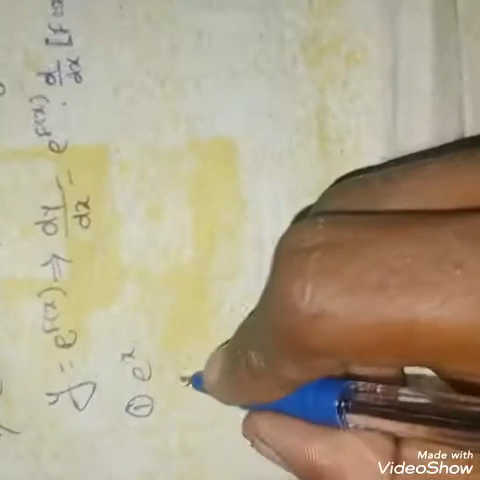 y = e^{f(x)} ⇒ dy/dx = e^{f(x)} . d/dx [f
① e^x
Made with
VideoShow